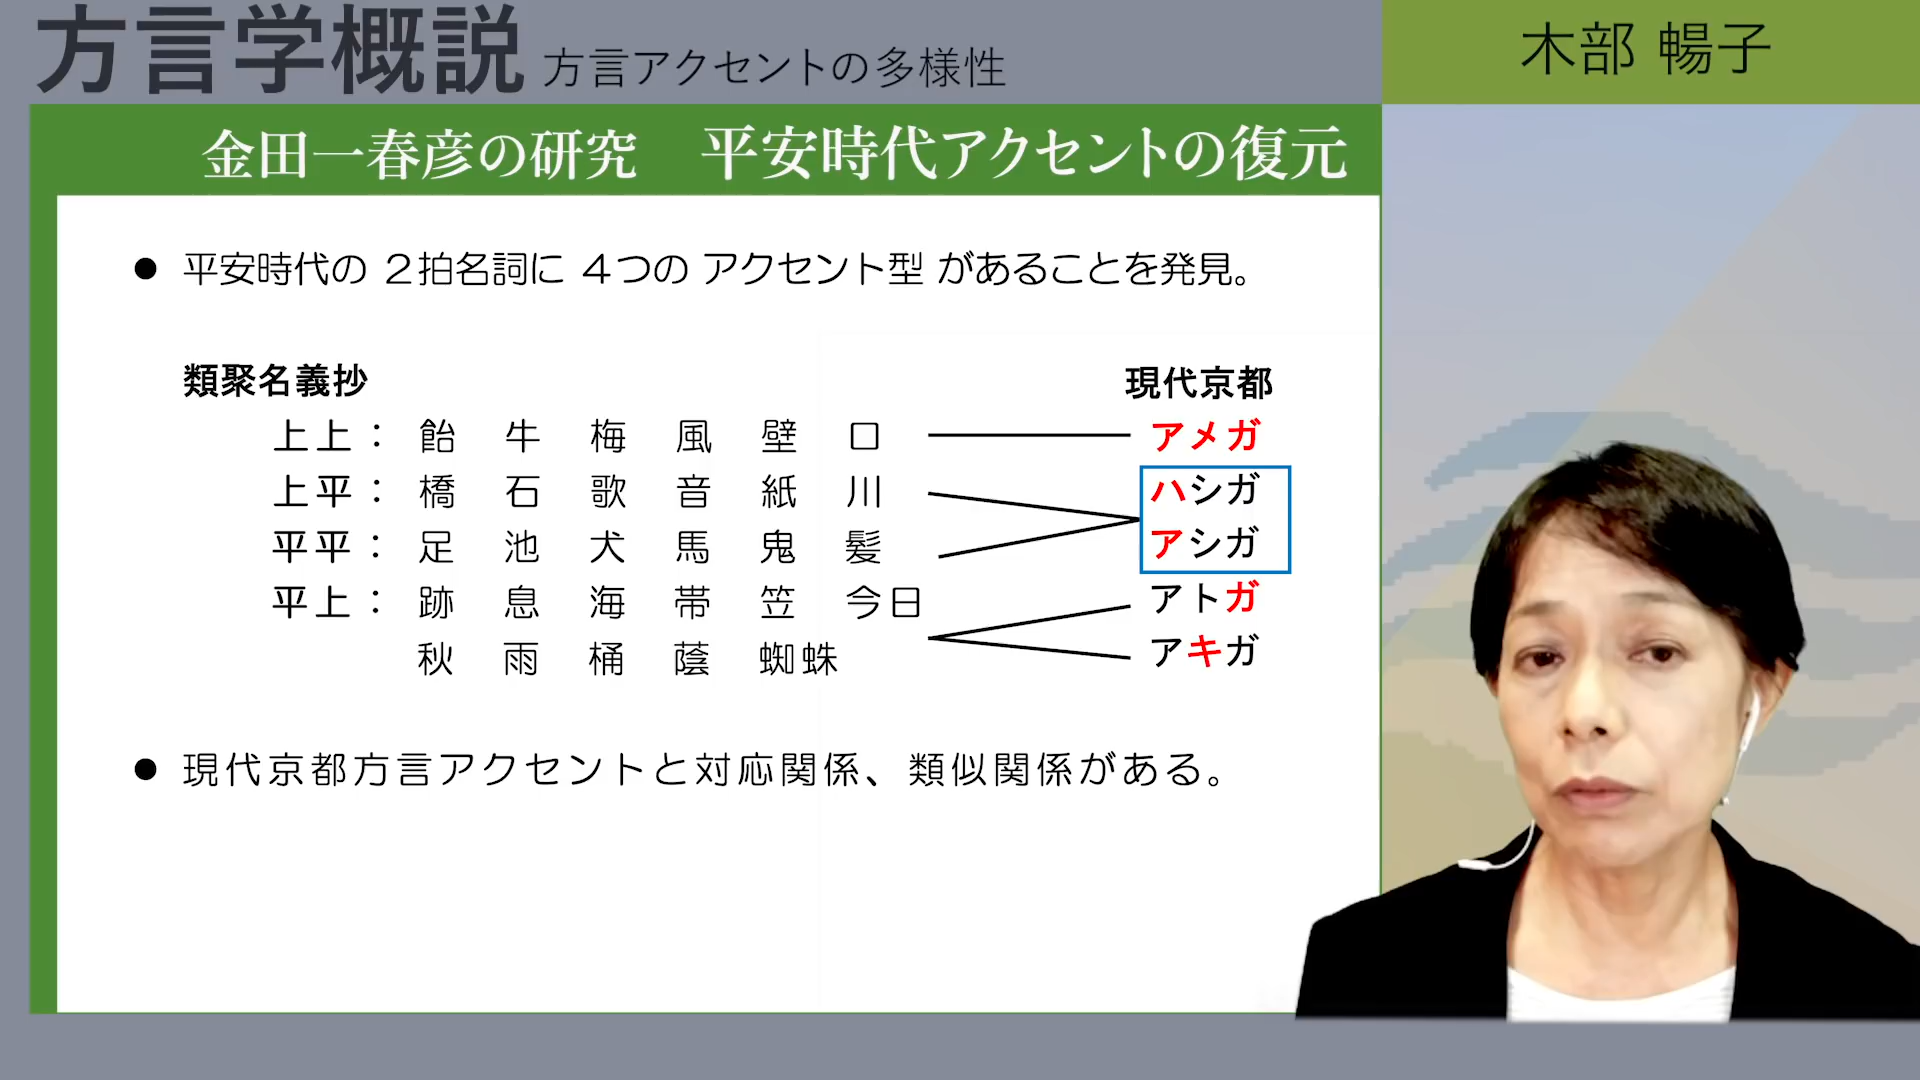 方言学概説 方言アクセントの多様性
木部 暢子
金田一春彦の研究 平安時代アクセントの復元
● 平安時代の 2拍名詞に 4つの アクセント型 があることを発見。
類聚名義抄 現代京都
上上： 飴 牛 梅 風 壁 口 アメガ
上平： 橋 石 歌 音 紙 川 ハシガ
平平： 足 池 犬 馬 鬼 髪 アシガ
平上： 跡 息 海 帯 笠 今日 アトガ
秋 雨 桶 蔭 蜘蛛 アキガ
● 現代京都方言アクセントと対応関係、類似関係がある。